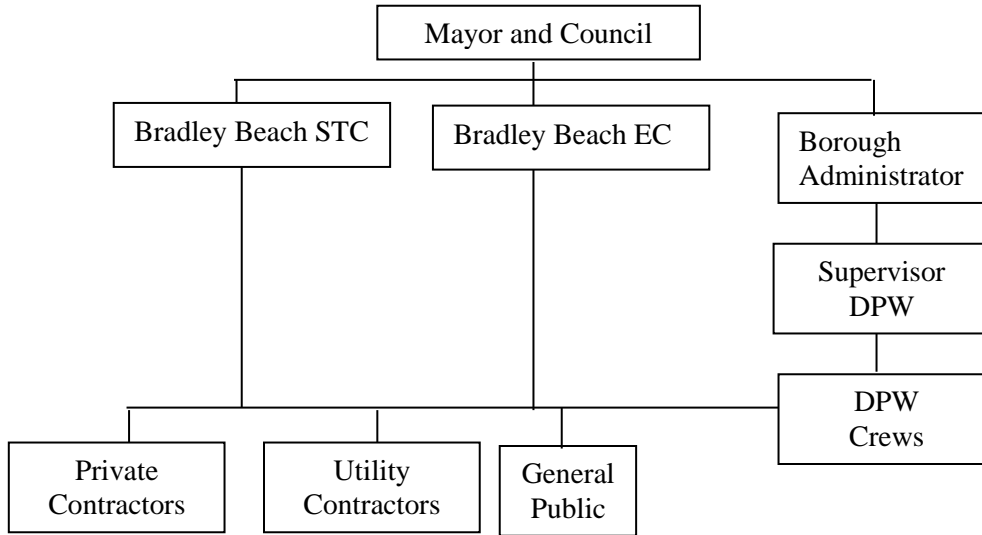 Mayor and Council
Bradley Beach STC
Bradley Beach EC
Borough
Administrator
Supervisor
DPW
DPW
Crews
Private
Contractors
Utility
Contractors
General
Public